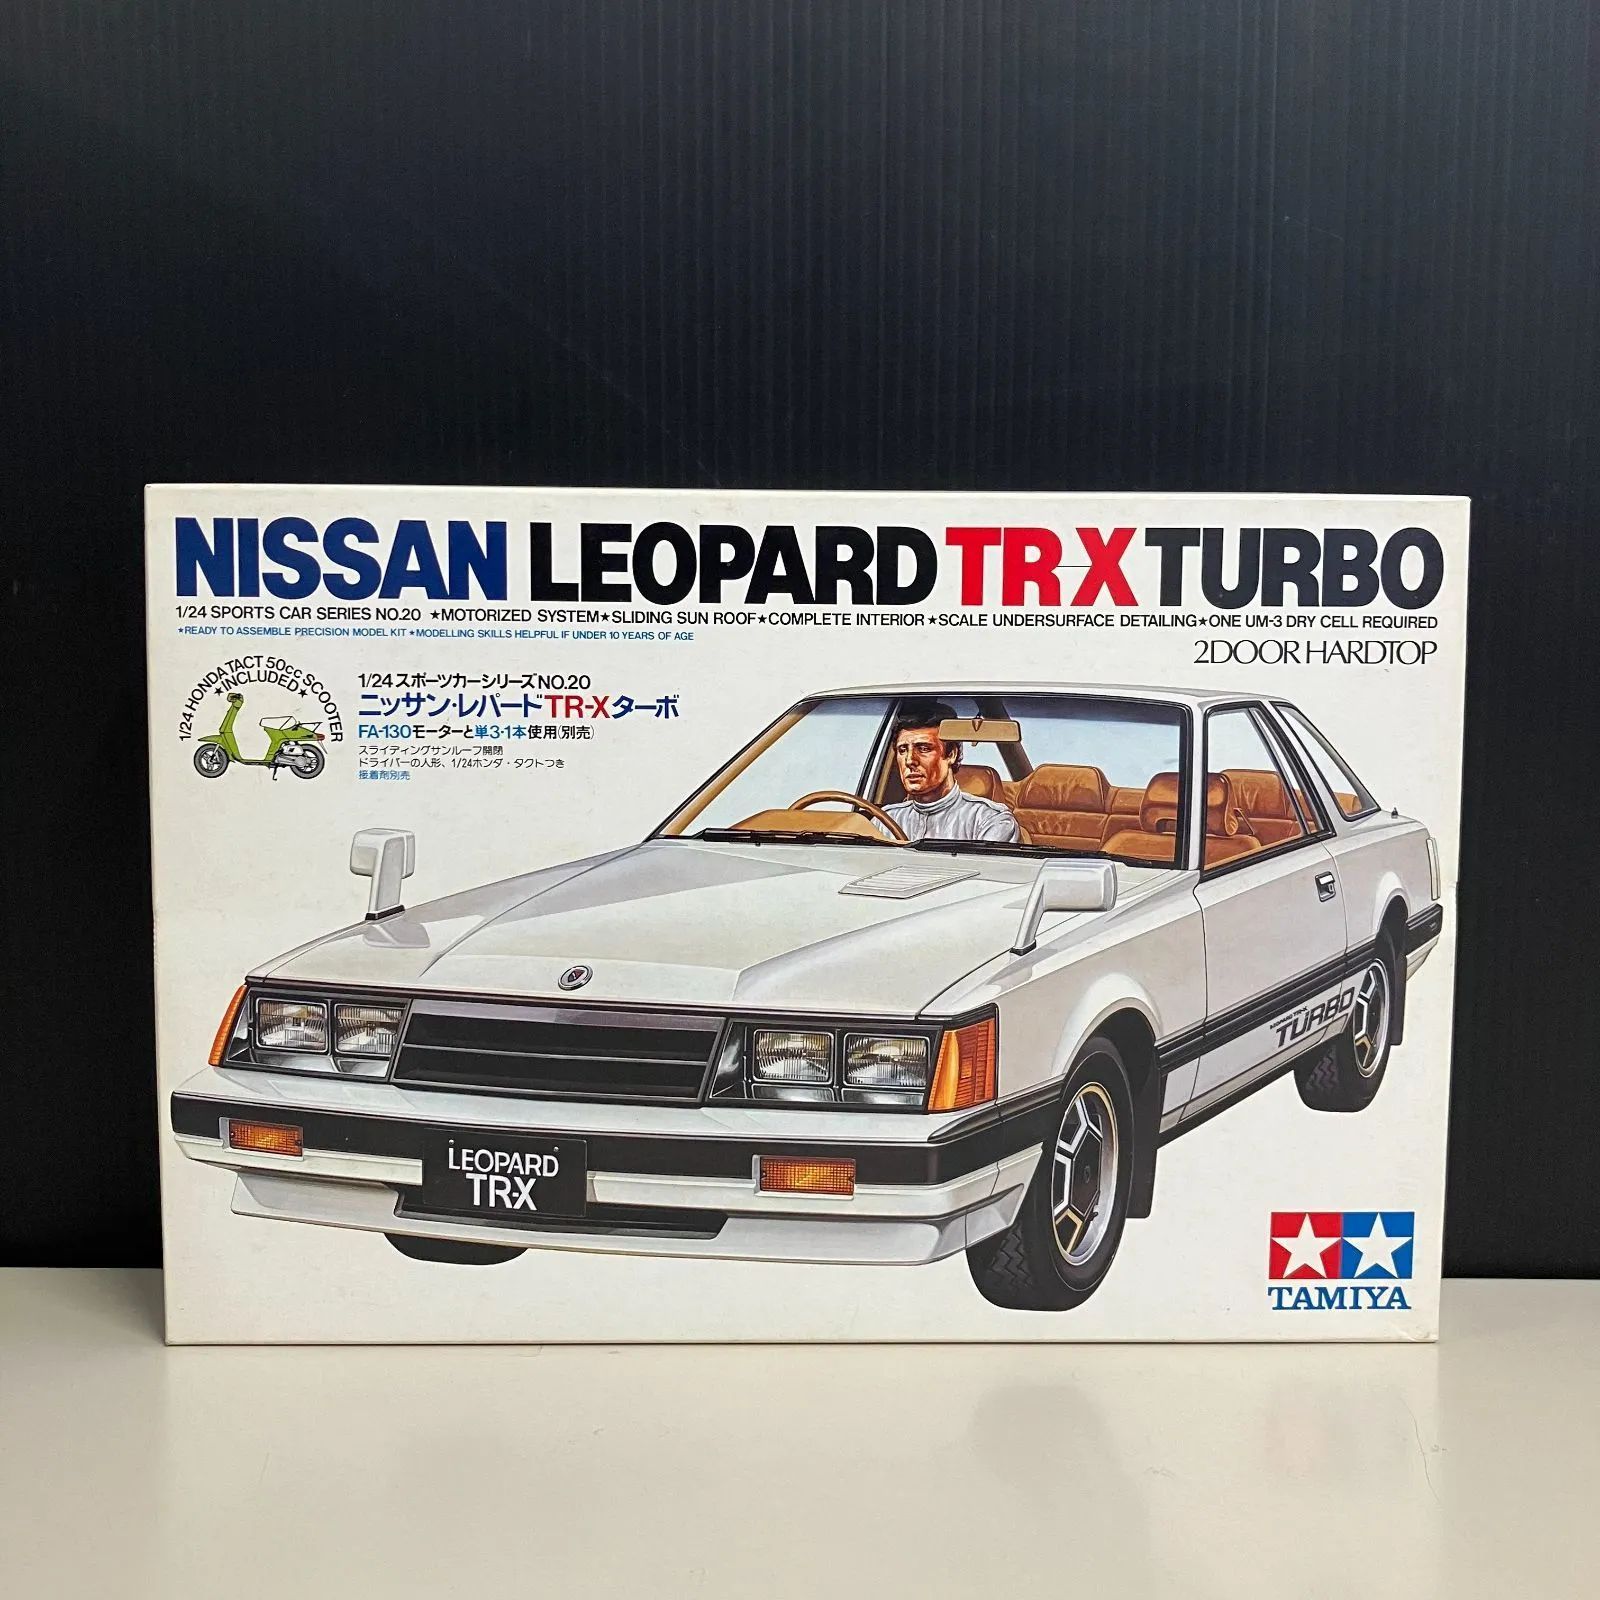 NISSAN LEOPARD TR-X TURBO
1/24 SPORTS CAR SERIES NO.20 ★MOTORIZED SYSTEM★SLIDING SUN ROOF★COMPLETE INTERIOR★SCALE UNDERSURFACE DETAILING★ONE UM-3 DRY CELL REQUIRED
★READY TO ASSEMBLE PRECISION MODEL KIT★MODELLING SKILLS HELPFUL IF UNDER 10 YEARS OF AGE
2DOOR HARDTOP
1/24 HONDA TACT 50cc SCOOTER
★INCLUDED★
1/24スポーツカーシリーズNO.20
ニッサン・レパードTR-Xターボ
FA-130モーターと単3・1本使用(別売)
スライディングサンルーフ開閉
ドライバーの人形、1/24ホンダ・タクトつき
接着剤別売
LEOPARD TR-X
TURBO
LEOPARD
TR-X
TAMIYA